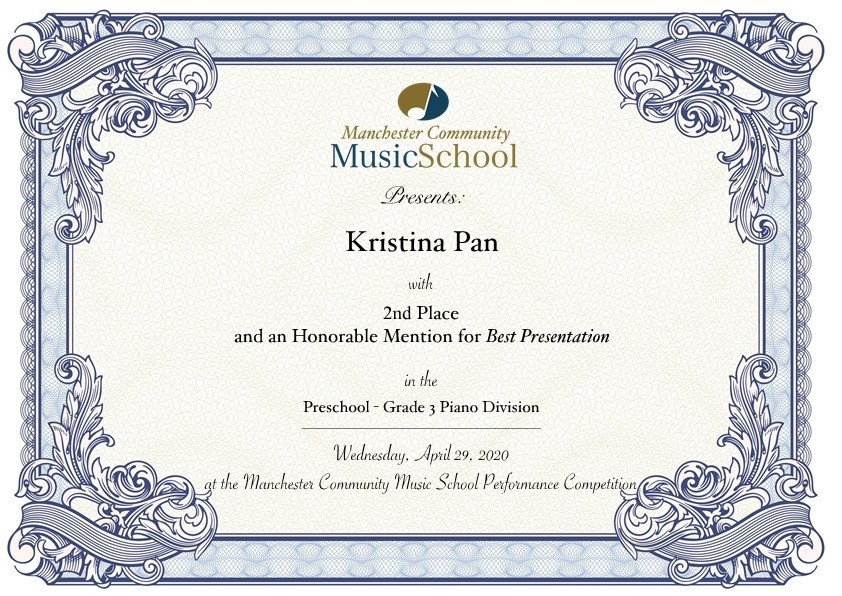 Manchester Community
MusicSchool
Presents:
Kristina Pan
with
2nd Place
and an Honorable Mention for Best Presentation
in the
Preschool - Grade 3 Piano Division
Wednesday, April 29, 2020
at the Manchester Community Music School Performance Competition